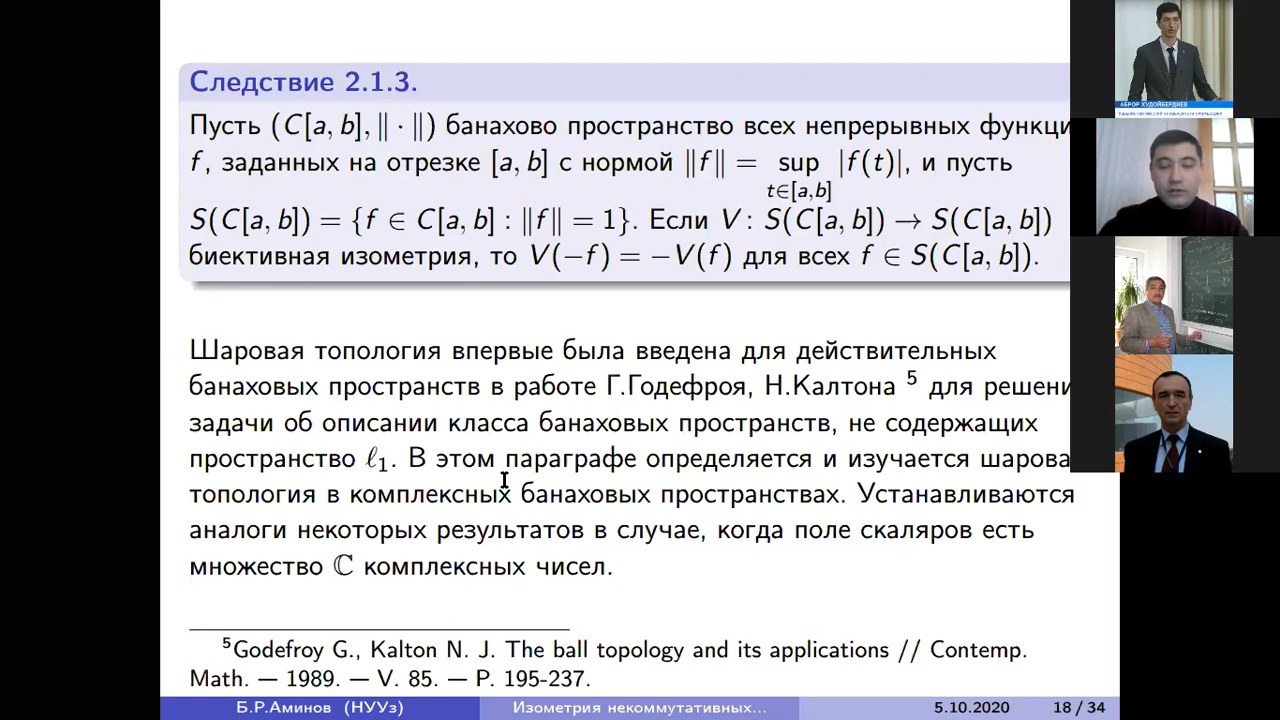 Следствие 2.1.3.
Пусть (C[a, b], ‖ · ‖) банахово пространство всех непрерывных функци
f, заданных на отрезке [a, b] с нормой ‖f‖ = sup |f(t)|, и пусть
t∈[a,b]
S(C[a, b]) = {f ∈ C[a, b] : ‖f‖ = 1}. Если V : S(C[a, b]) → S(C[a, b])
биективная изометрия, то V(−f) = −V(f) для всех f ∈ S(C[a, b]).
Шаровая топология впервые была введена для действительных
банаховых пространств в работе Г.Годефроя, Н.Калтона ⁵ для решени
задачи об описании класса банаховых пространств, не содержащих
пространство ℓ₁. В этом параграфе определяется и изучается шарова
топология в комплексных банаховых пространствах. Устанавливаются
аналоги некоторых результатов в случае, когда поле скаляров есть
множество ℂ комплексных чисел.
⁵Godefroy G., Kalton N. J. The ball topology and its applications // Contemp.
Math. — 1989. — V. 85. — P. 195-237.
Б.Р.Аминов (НУУз) Изометрия некоммутативных... 5.10.2020 18 / 34
АБРОР ХУДОЙБЕРДИЕВ